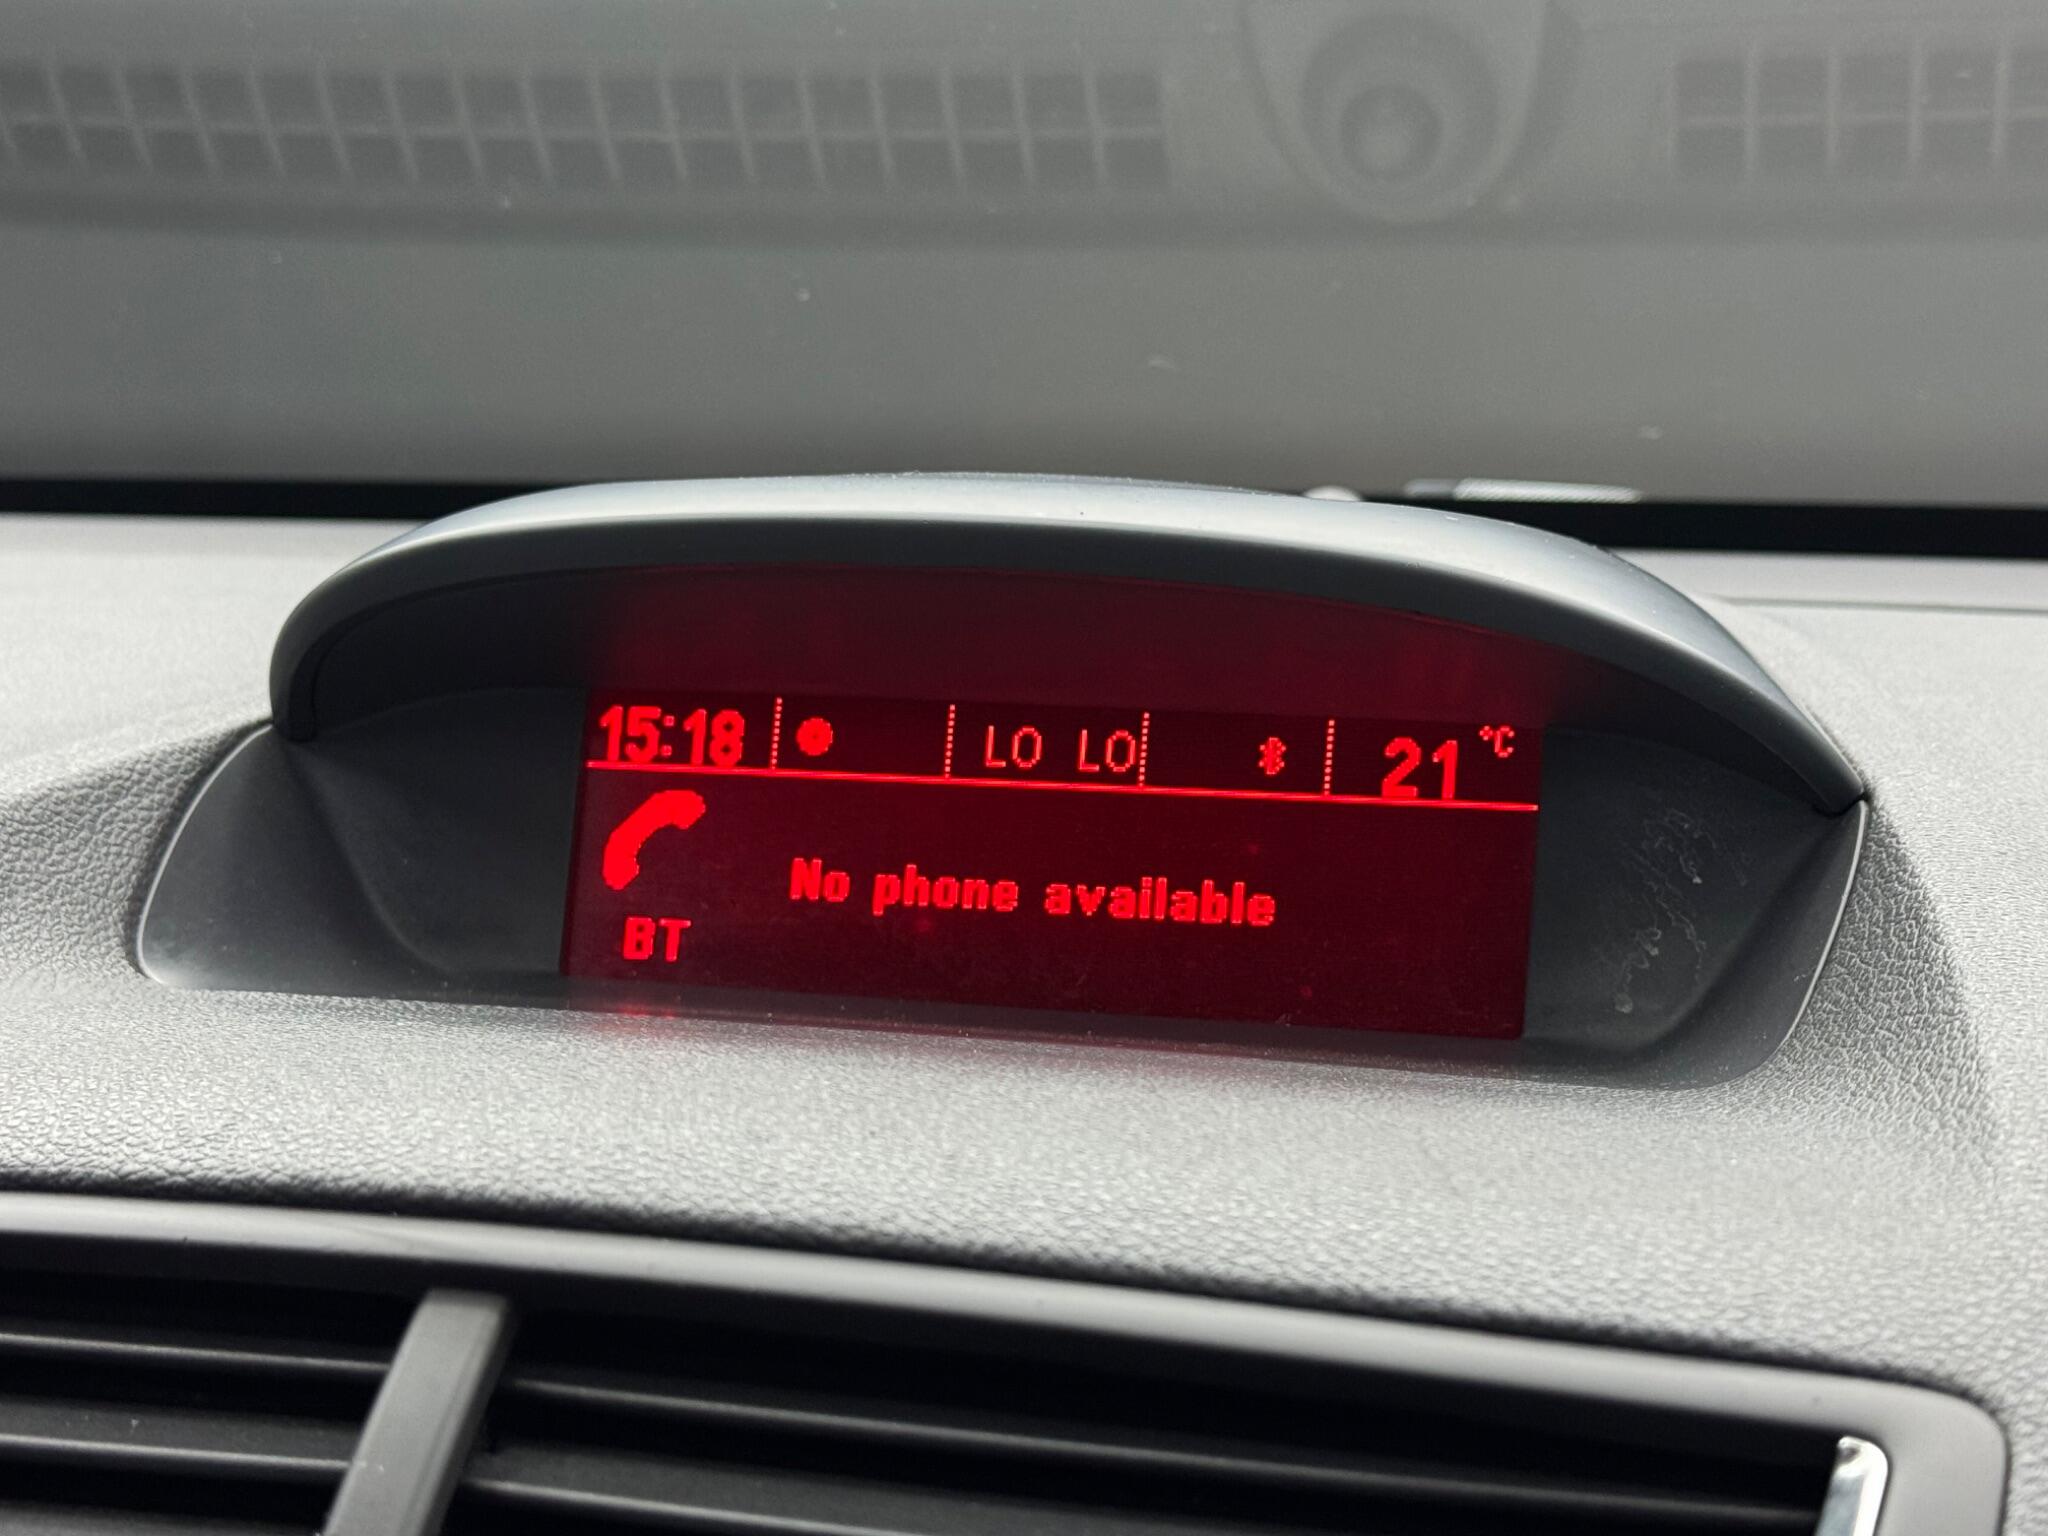 15:18 LO LO 21 °C
No phone available
BT